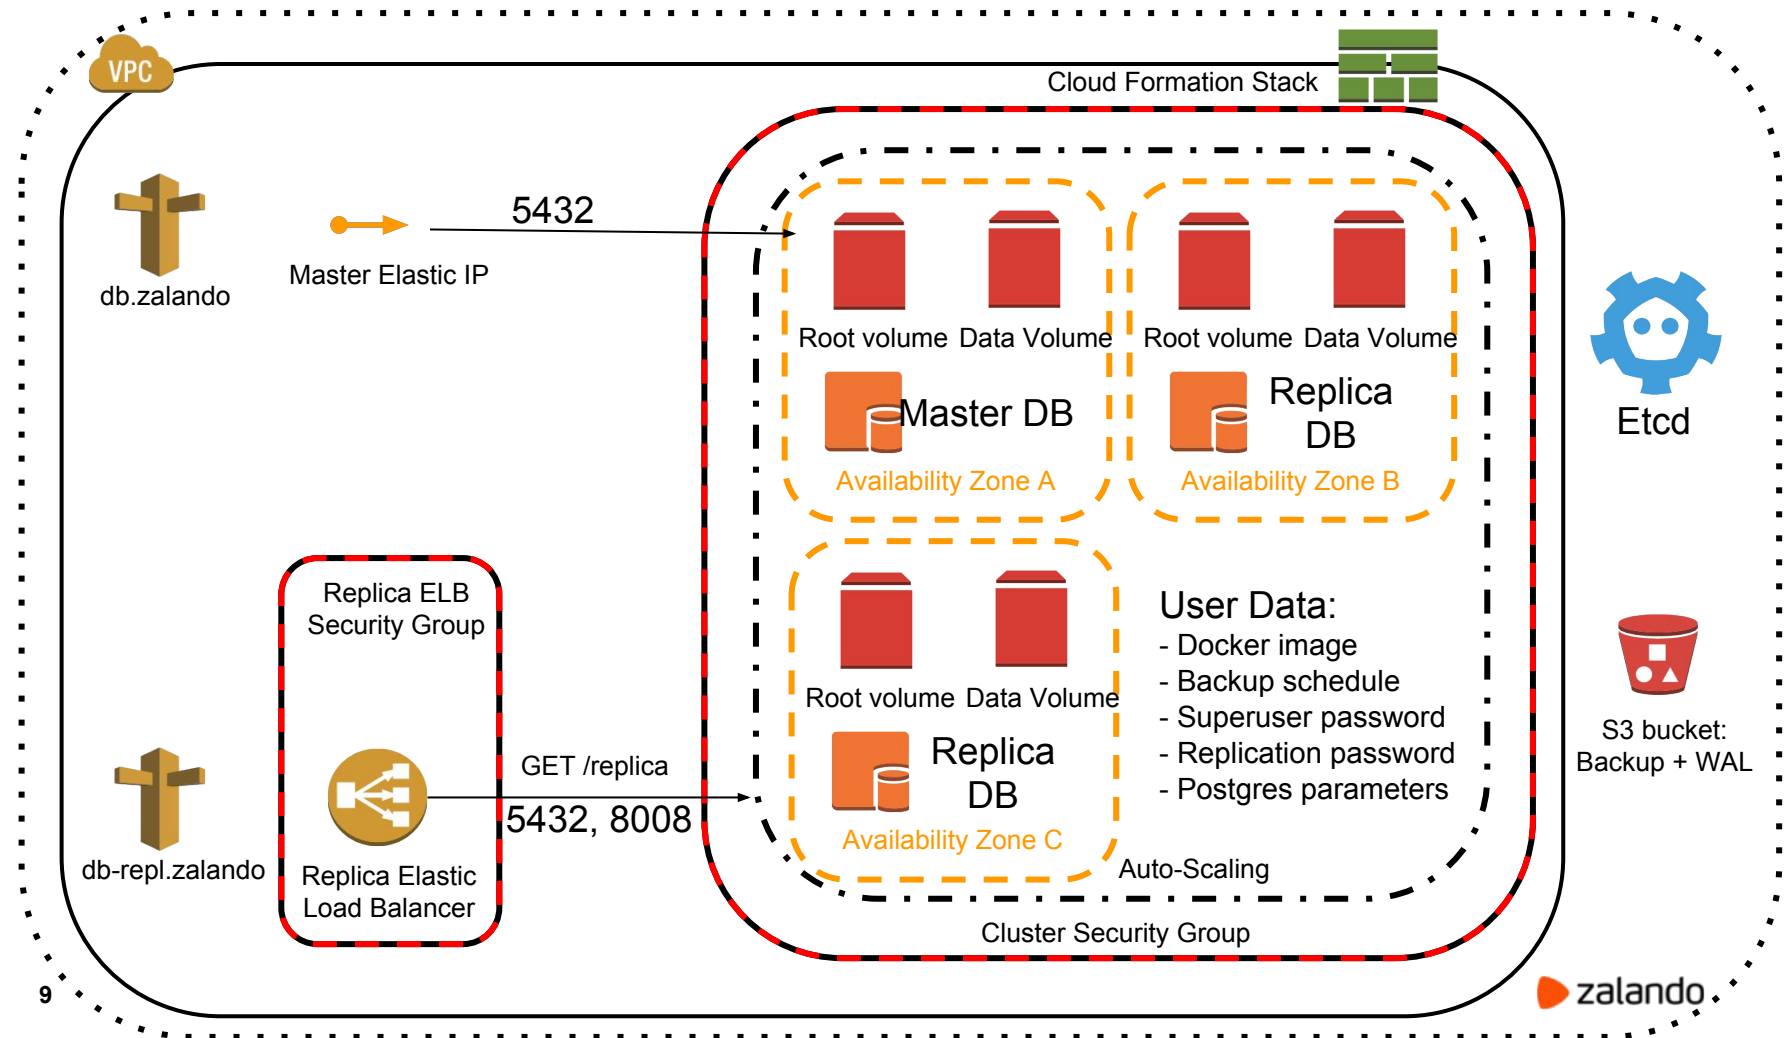 VPC
Cloud Formation Stack
db.zalando
Master Elastic IP
5432
Root volume
Data Volume
Master DB
Availability Zone A
Root volume
Data Volume
Replica
DB
Availability Zone B
Etcd
Replica ELB
Security Group
db-repl.zalando
Replica Elastic
Load Balancer
GET /replica
5432, 8008
Root volume
Data Volume
Replica
DB
Availability Zone C
User Data:
- Docker image
- Backup schedule
- Superuser password
- Replication password
- Postgres parameters
Auto-Scaling
Cluster Security Group
S3 bucket:
Backup + WAL
9
zalando